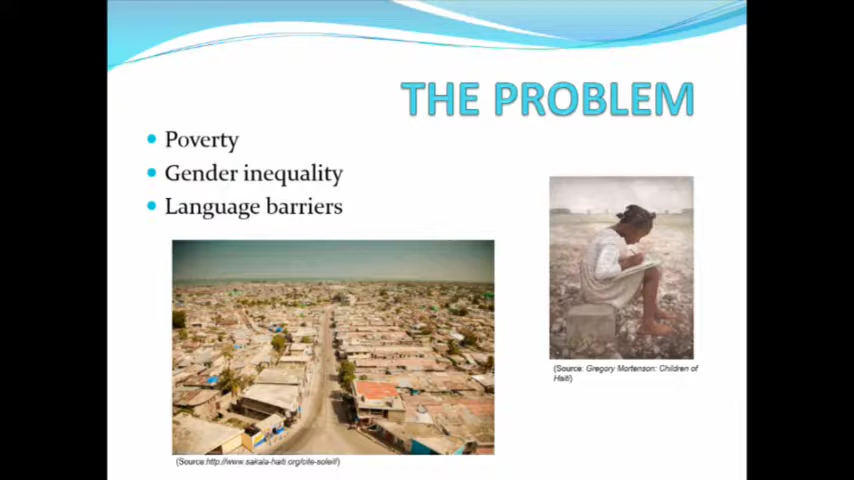 THE PROBLEM
Poverty
Gender inequality
Language barriers
(Source: Gregory Mortenson: Children of
Haiti)
(Source:http://www.sakala-haiti.org/cite-soleil/)